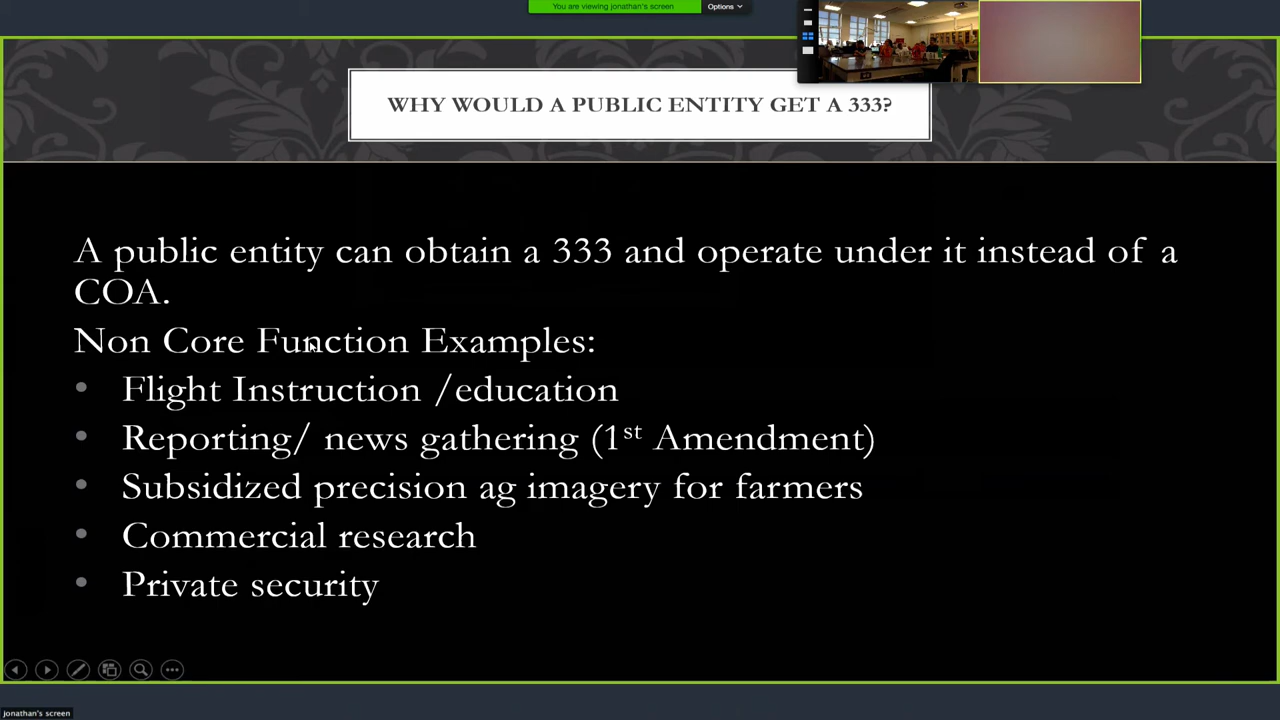 You are viewing jonathan's screen
Options
WHY WOULD A PUBLIC ENTITY GET A 333?
A public entity can obtain a 333 and operate under it instead of a
COA.
Non Core Function Examples:
• Flight Instruction /education
• Reporting/ news gathering (1st Amendment)
• Subsidized precision ag imagery for farmers
• Commercial research
• Private security
jonathan's screen